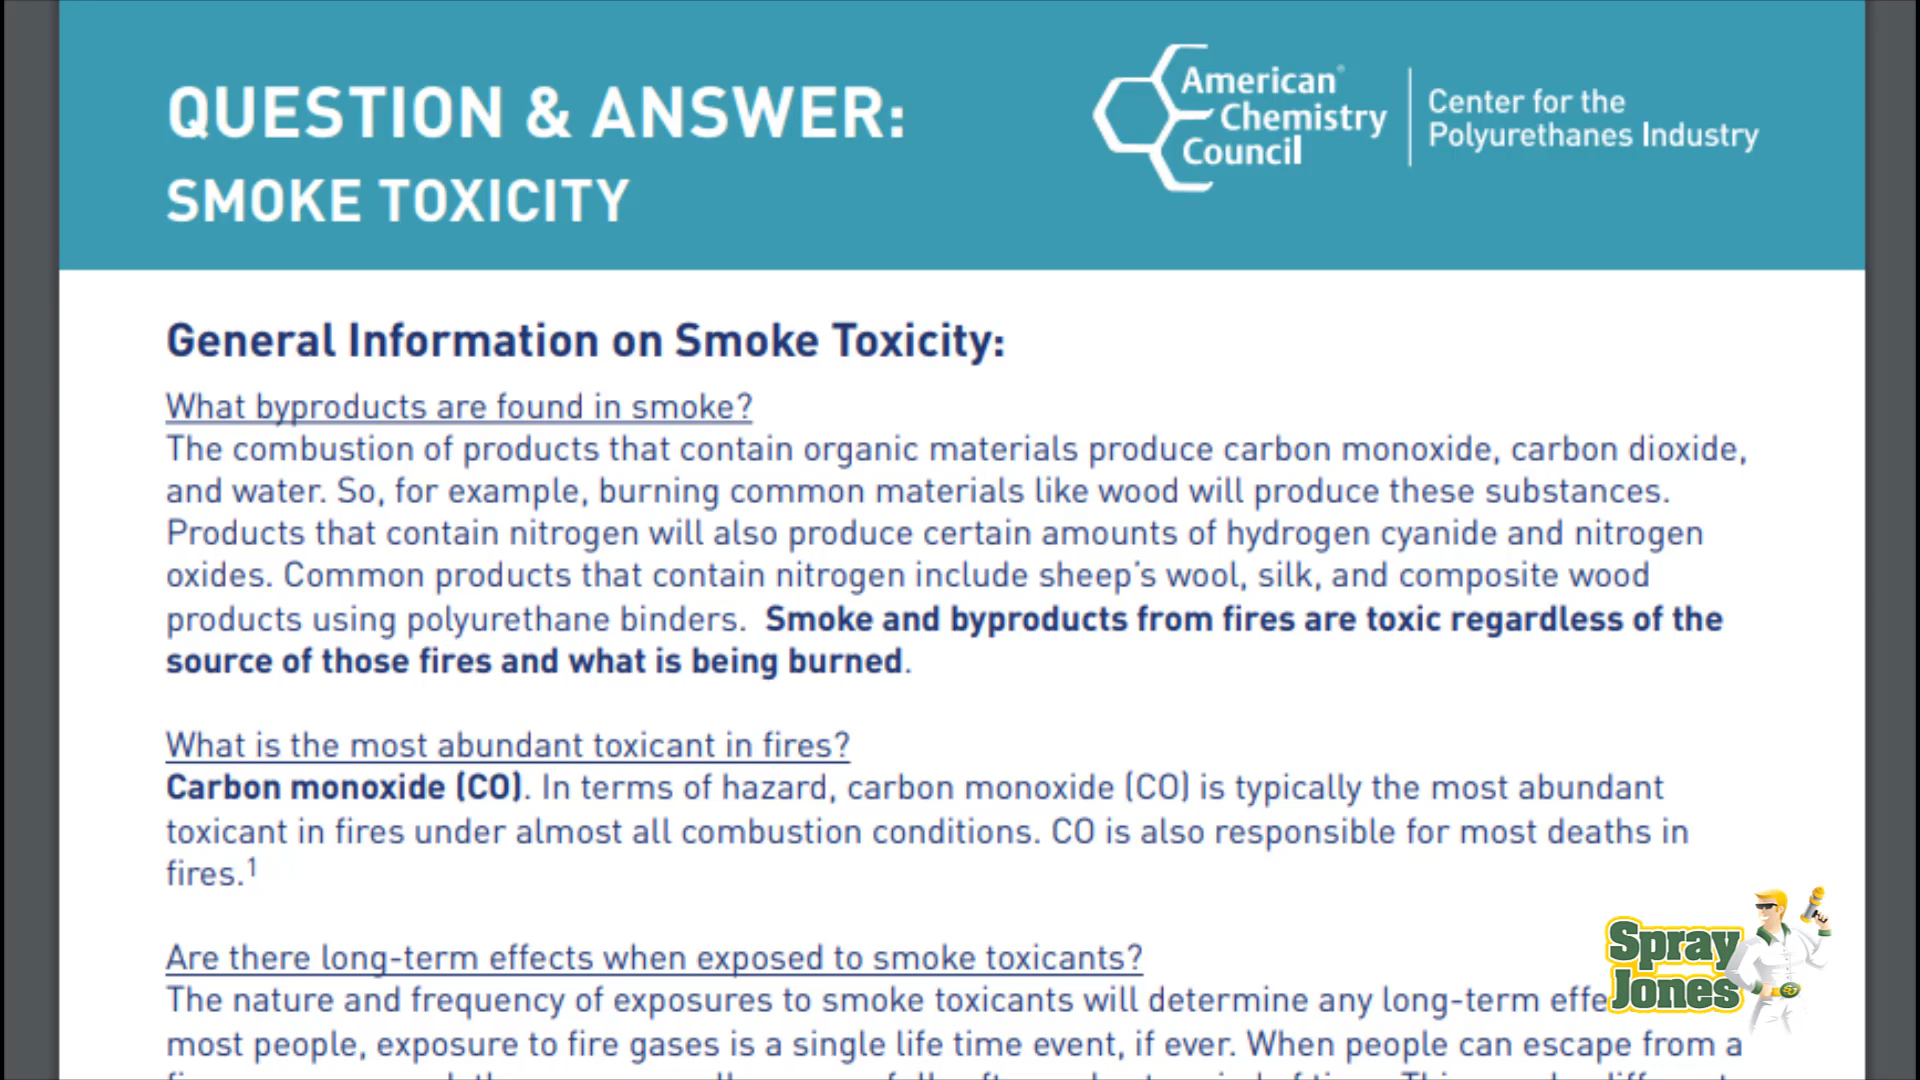 QUESTION & ANSWER:
SMOKE TOXICITY
American
Chemistry
Council
Center for the
Polyurethanes Industry
General Information on Smoke Toxicity:
What byproducts are found in smoke?
The combustion of products that contain organic materials produce carbon monoxide, carbon dioxide,
and water. So, for example, burning common materials like wood will produce these substances.
Products that contain nitrogen will also produce certain amounts of hydrogen cyanide and nitrogen
oxides. Common products that contain nitrogen include sheep's wool, silk, and composite wood
products using polyurethane binders. Smoke and byproducts from fires are toxic regardless of the
source of those fires and what is being burned.
What is the most abundant toxicant in fires?
Carbon monoxide (CO). In terms of hazard, carbon monoxide (CO) is typically the most abundant
toxicant in fires under almost all combustion conditions. CO is also responsible for most deaths in
fires.¹
Are there long-term effects when exposed to smoke toxicants?
The nature and frequency of exposures to smoke toxicants will determine any long-term effe
most people, exposure to fire gases is a single life time event, if ever. When people can escape from a
Spray
Jones